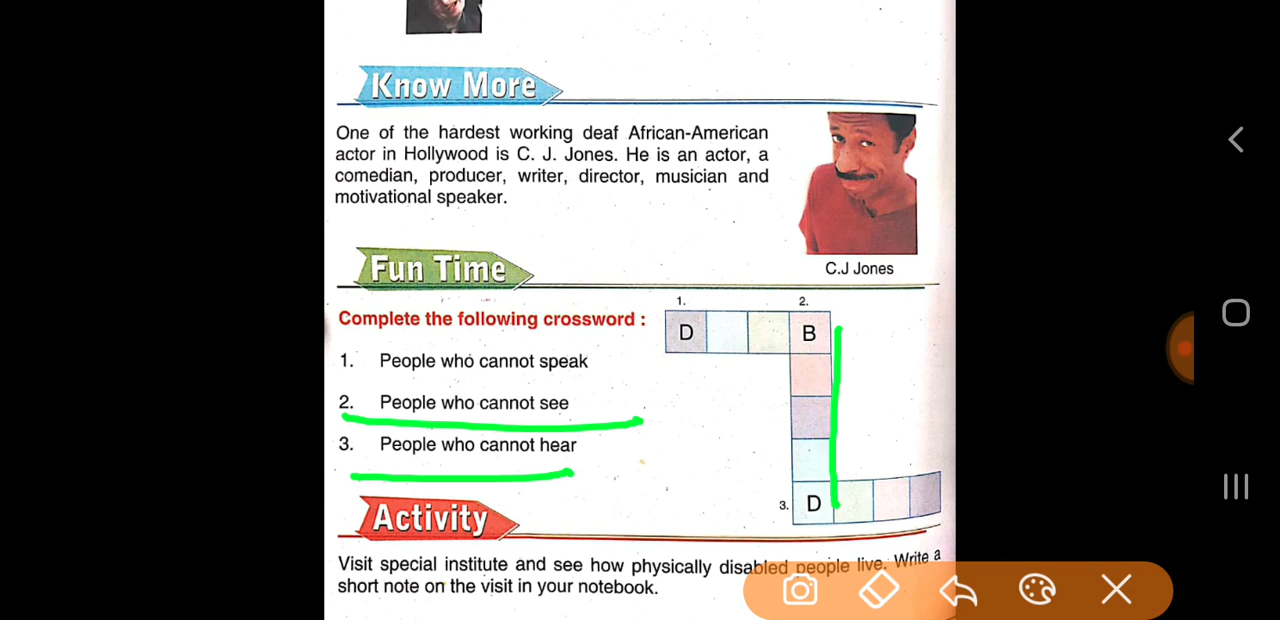 Know More
One of the hardest working deaf African-American
actor in Hollywood is C. J. Jones. He is an actor, a
comedian, producer, writer, director, musician and
motivational speaker.
C.J Jones
Fun Time
Complete the following crossword :
1. People who cannot speak
2. People who cannot see
3. People who cannot hear
1. 2.
D B
3. D
Activity
Visit special institute and see how physically disabled people live. Write a
short note on the visit in your notebook.